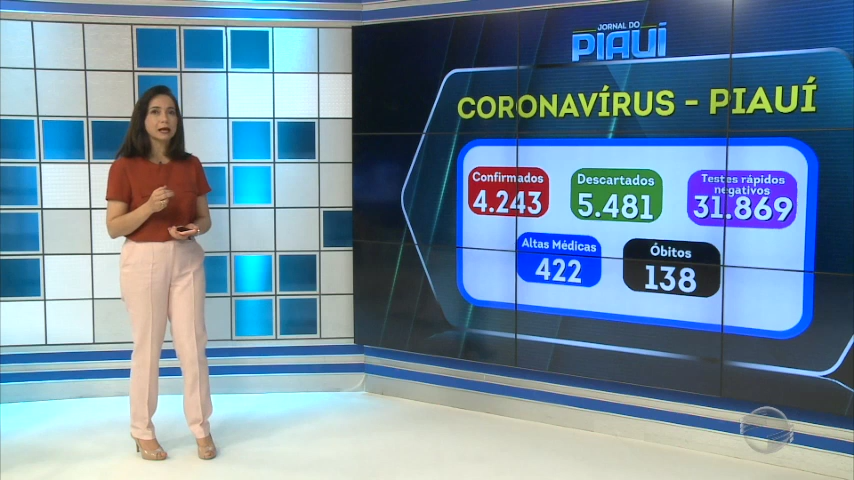 JORNAL DO
PIAUÍ
CORONAVÍRUS - PIAUÍ
Confirmados
4.243
Descartados
5.481
Testes rápidos
negativos
31.869
Altas Médicas
422
Óbitos
138